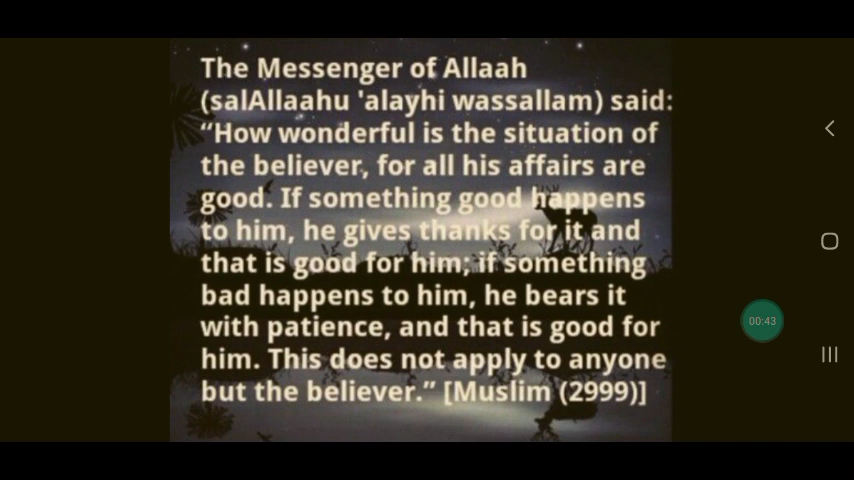 The Messenger of Allaah
(salAllaahu 'alayhi wassallam) said:
“How wonderful is the situation of
the believer, for all his affairs are
good. If something good happens
to him, he gives thanks for it and
that is good for him; if something
bad happens to him, he bears it
with patience, and that is good for
him. This does not apply to anyone
but the believer.” [Muslim (2999)]
00:43